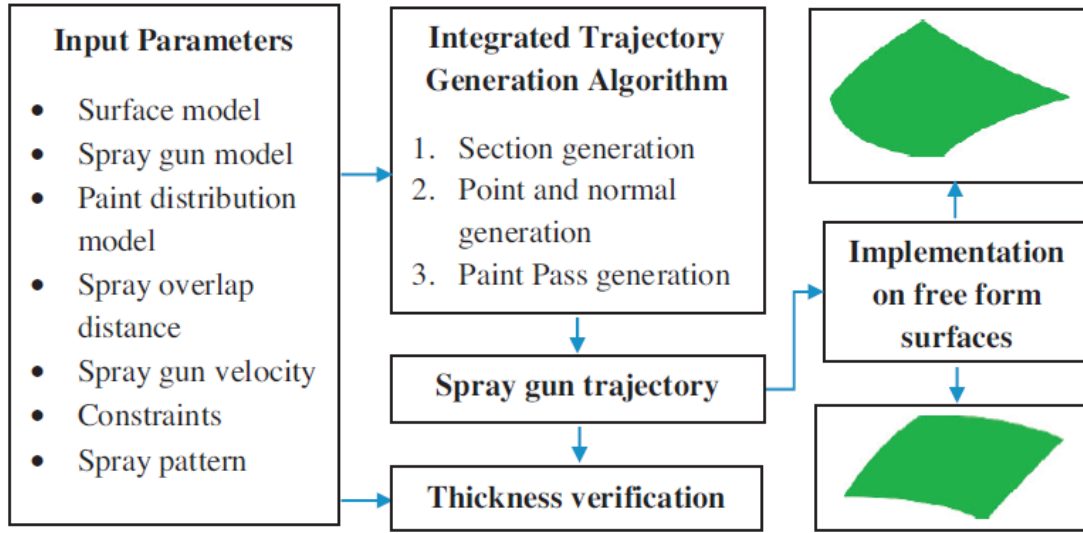 Input Parameters
• Surface model
• Spray gun model
• Paint distribution
model
• Spray overlap
distance
• Spray gun velocity
• Constraints
• Spray pattern
Integrated Trajectory
Generation Algorithm
1. Section generation
2. Point and normal
generation
3. Paint Pass generation
Spray gun trajectory
Thickness verification
Implementation
on free form
surfaces